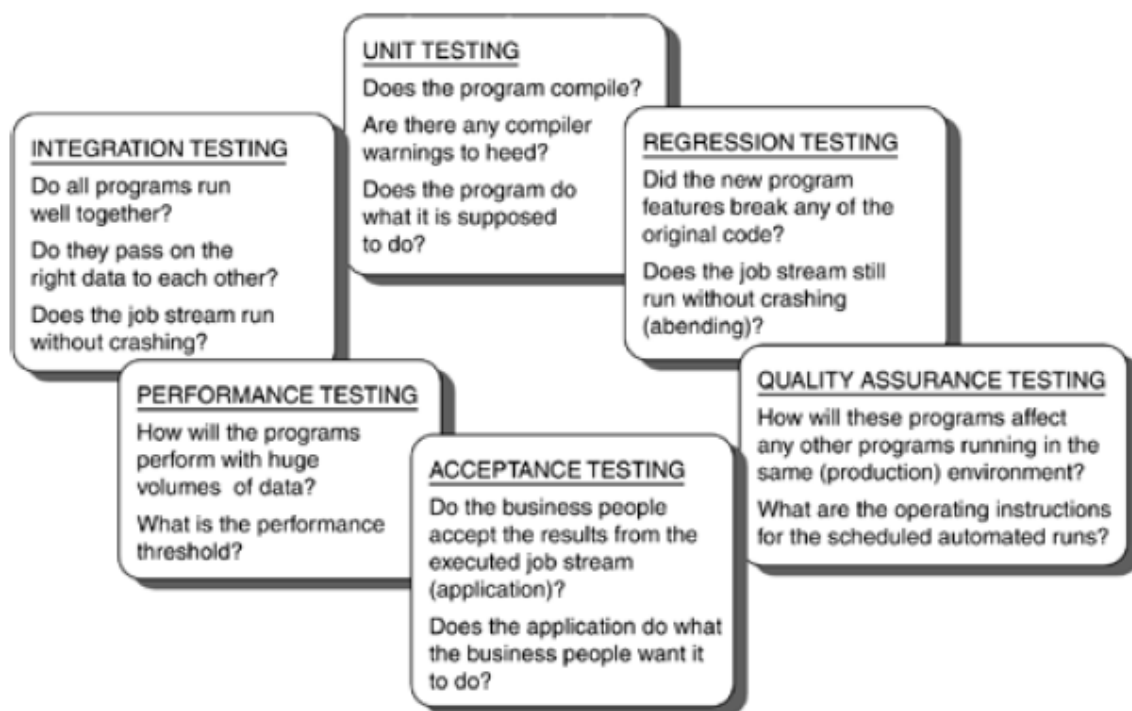 UNIT TESTING
Does the program compile?
Are there any compiler
warnings to heed?
Does the program do
what it is supposed
to do?
INTEGRATION TESTING
Do all programs run
well together?
Do they pass on the
right data to each other?
Does the job stream run
without crashing?
REGRESSION TESTING
Did the new program
features break any of the
original code?
Does the job stream still
run without crashing
(abending)?
PERFORMANCE TESTING
How will the programs
perform with huge
volumes of data?
What is the performance
threshold?
ACCEPTANCE TESTING
Do the business people
accept the results from the
executed job stream
(application)?
Does the application do what
the business people want it
to do?
QUALITY ASSURANCE TESTING
How will these programs affect
any other programs running in the
same (production) environment?
What are the operating instructions
for the scheduled automated runs?